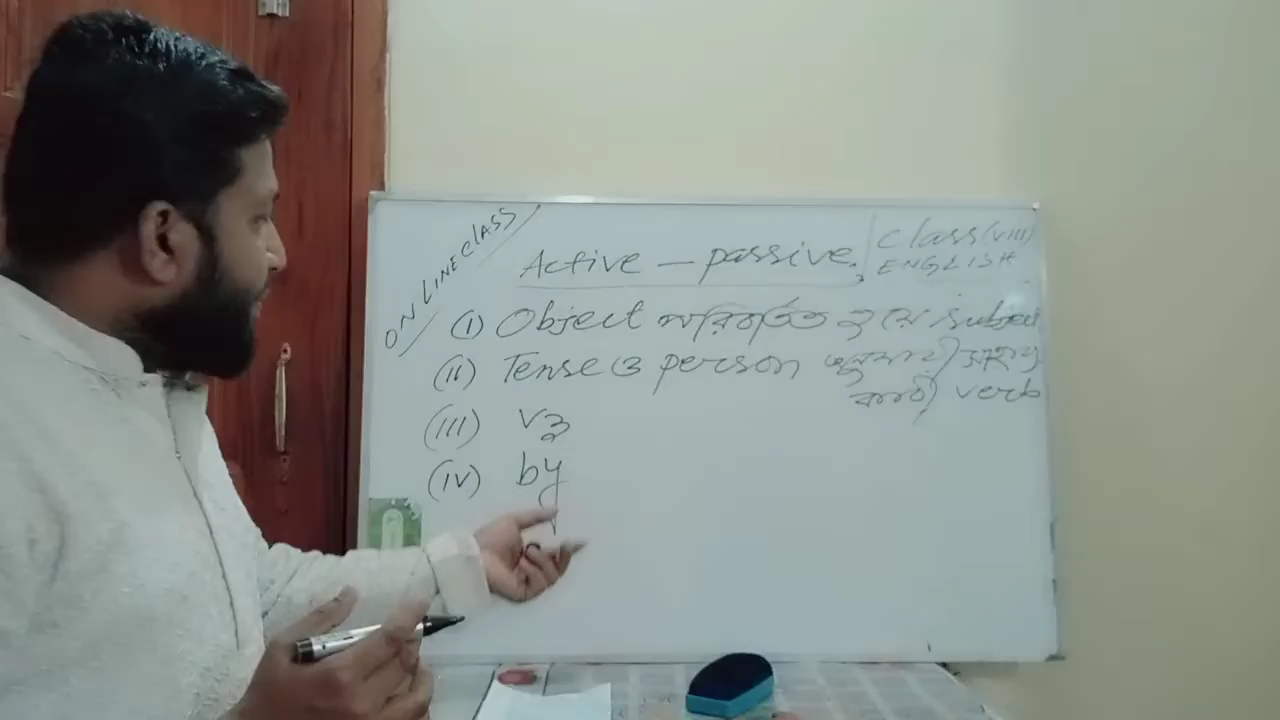 ONLINE CLASS
Active — passive.
Class (VIII)
ENGLISH
(i) Object পরিবর্তিত হয়ে subject
(ii) Tense ও person অনুযায়ী সাহায্য
কারী verb
(iii) v3
(iv) by